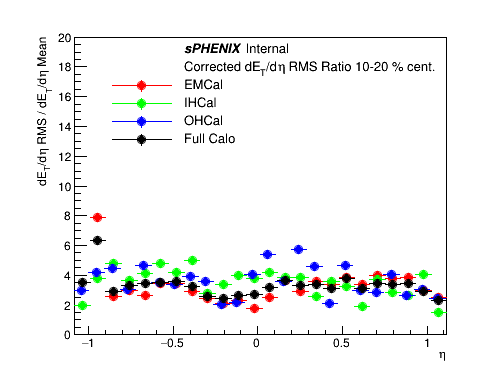 dE_T/dη RMS / dE_T/dη Mean
20
18
16
14
12
10
8
6
4
2
0
sPHENIX Internal
Corrected dE_T/dη RMS Ratio 10-20 % cent.
EMCal
IHCal
OHCal
Full Calo
−1 −0.5 0 0.5 1
η